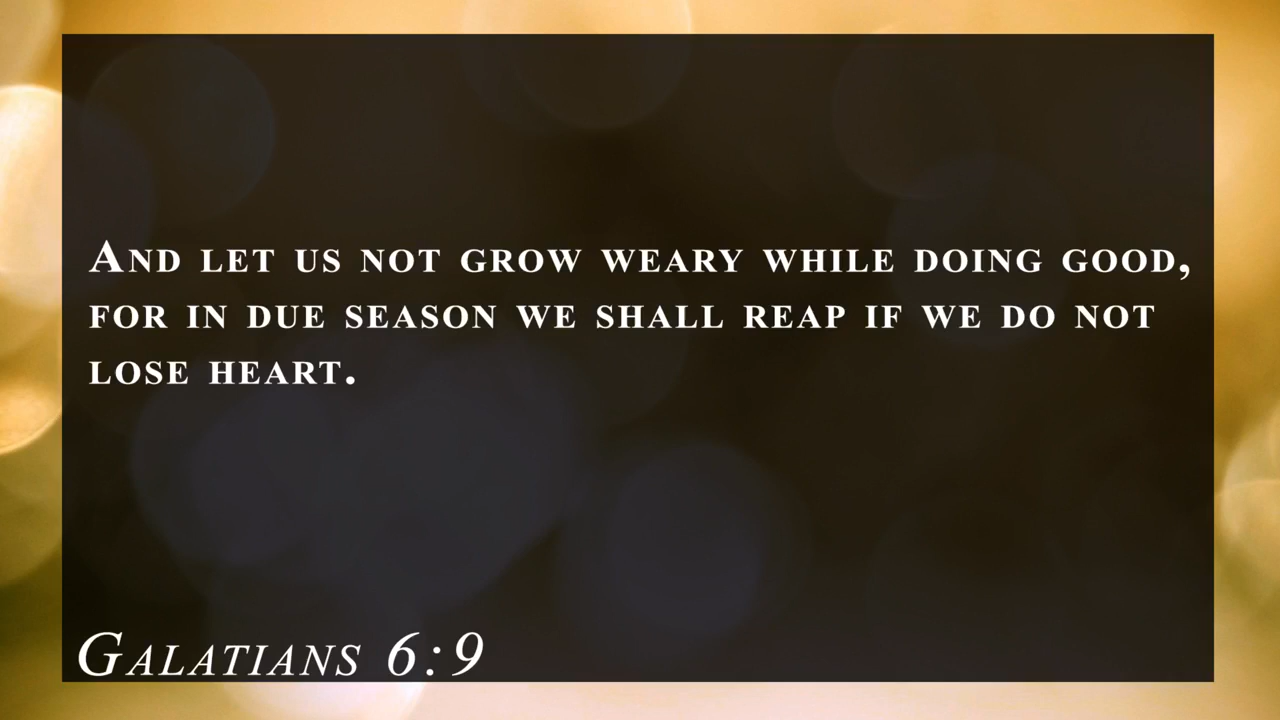 And let us not grow weary while doing good,
for in due season we shall reap if we do not
lose heart.
Galatians 6:9